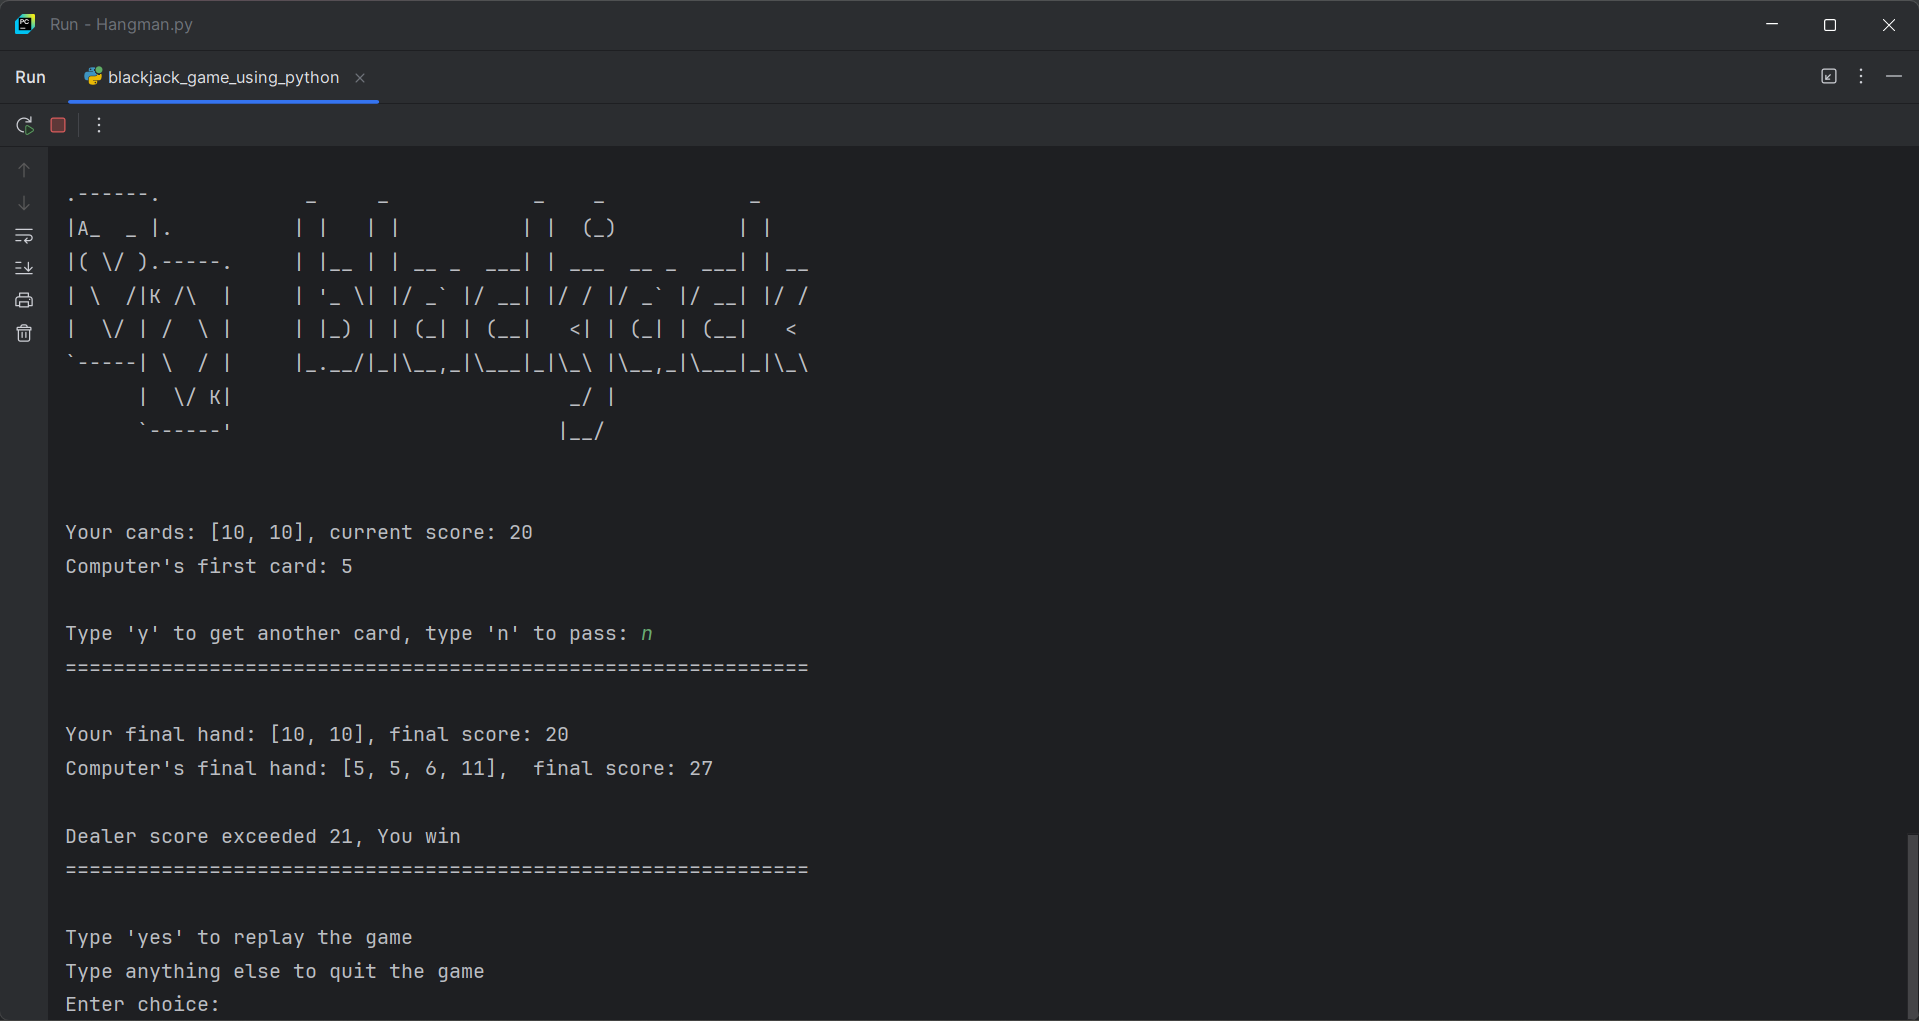 Run - Hangman.py
Run blackjack_game_using_python
.------.            _     _          _    _            _
|A_  _ |.          | |   | |          | |  (_)          | |
|( \/ ).-----.     | |__ | | __ _  ___| | ___  __ _  ___| | __
| \  /|K /\  |     | '_ \| |/ _` |/ __| |/ / |/ _` |/ __| |/ /
|  \/ | /  \ |     | |_) | | (_| | (__|   <| | (_| | (__|   <
`-----| \  / |     |_.__/|_|\__,_|\___|_|\_\ |\__,_|\___|_|\_\
      |  \/ K|                            _/ |
      `------'                           |__/
Your cards: [10, 10], current score: 20
Computer's first card: 5
Type 'y' to get another card, type 'n' to pass: n
==============================================================
Your final hand: [10, 10], final score: 20
Computer's final hand: [5, 5, 6, 11],  final score: 27
Dealer score exceeded 21, You win
==============================================================
Type 'yes' to replay the game
Type anything else to quit the game
Enter choice: